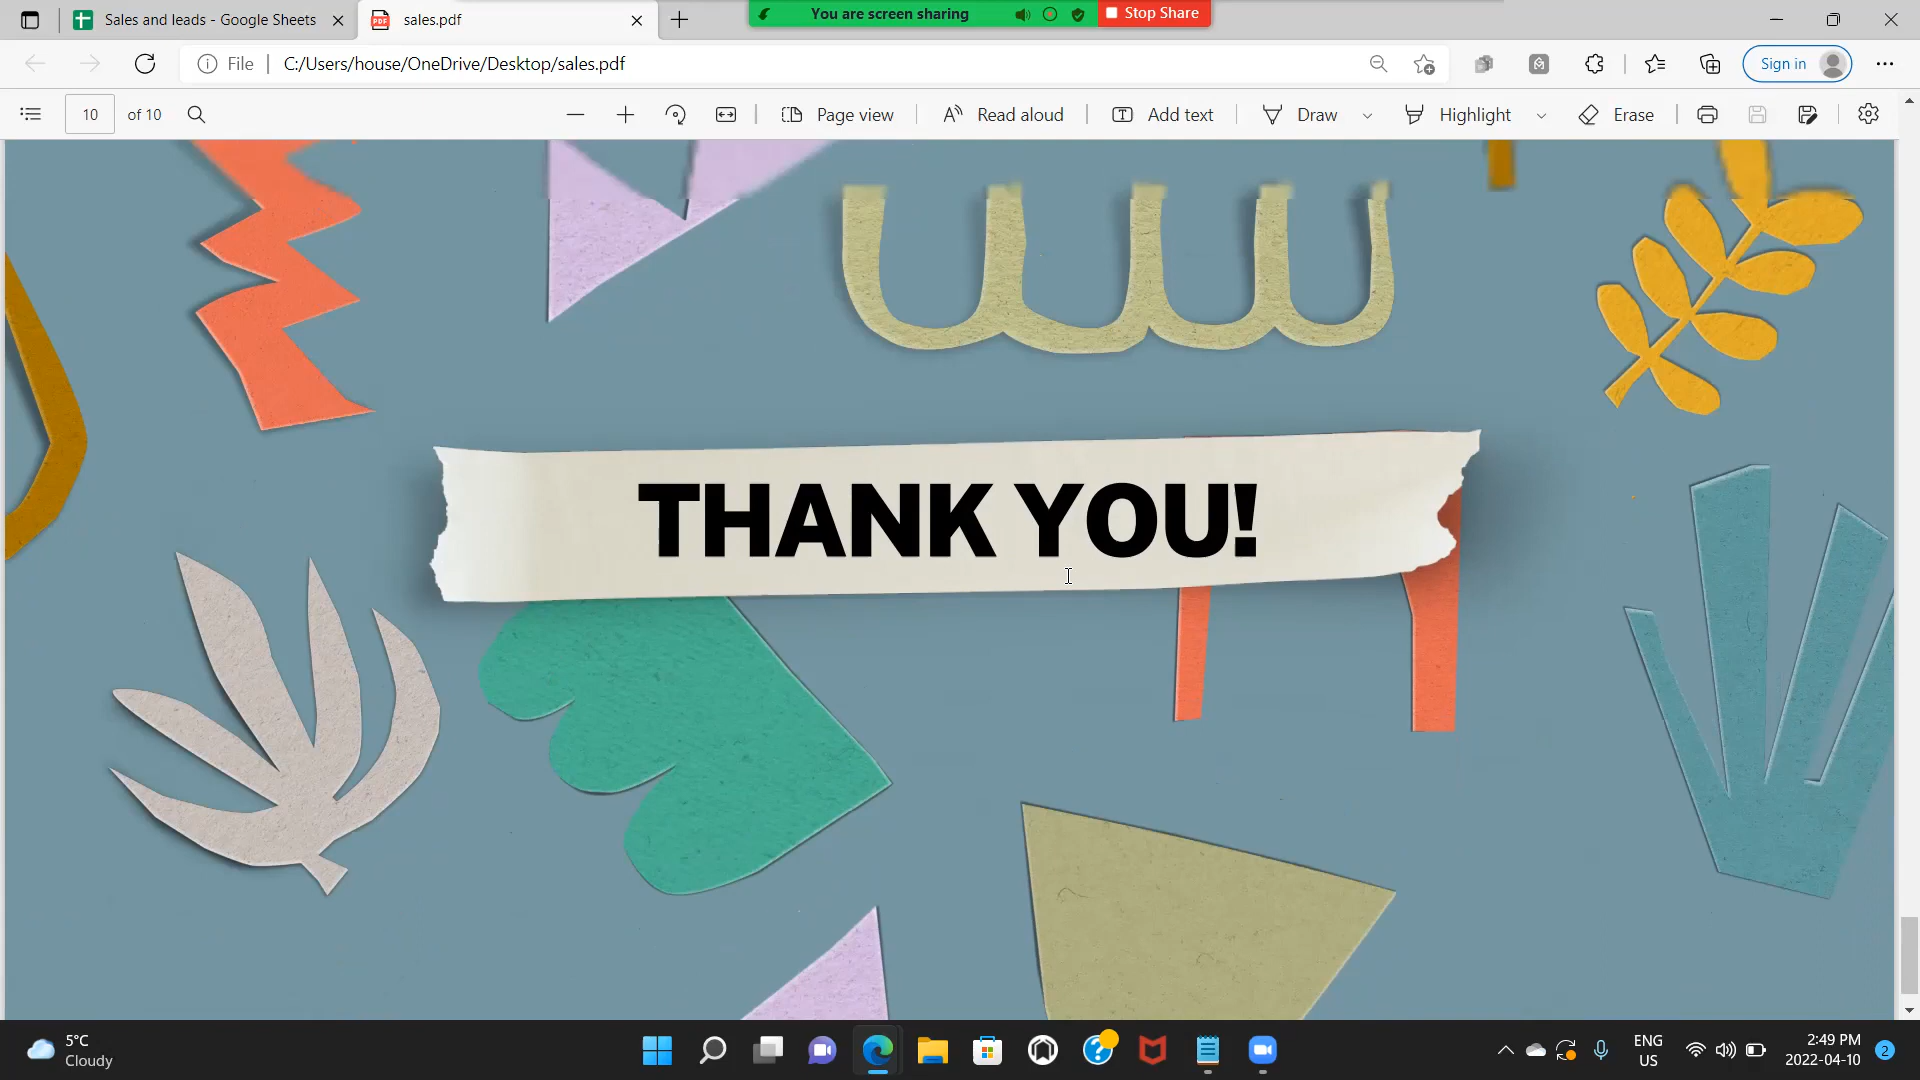 Sales and leads - Google Sheets
sales.pdf
You are screen sharing
Stop Share
File
C:/Users/house/OneDrive/Desktop/sales.pdf
Sign in
10 of 10
Page view
Read aloud
Add text
Draw
Highlight
Erase
THANK YOU!
5°C
Cloudy
ENG
US
2:49 PM
2022-04-10
2